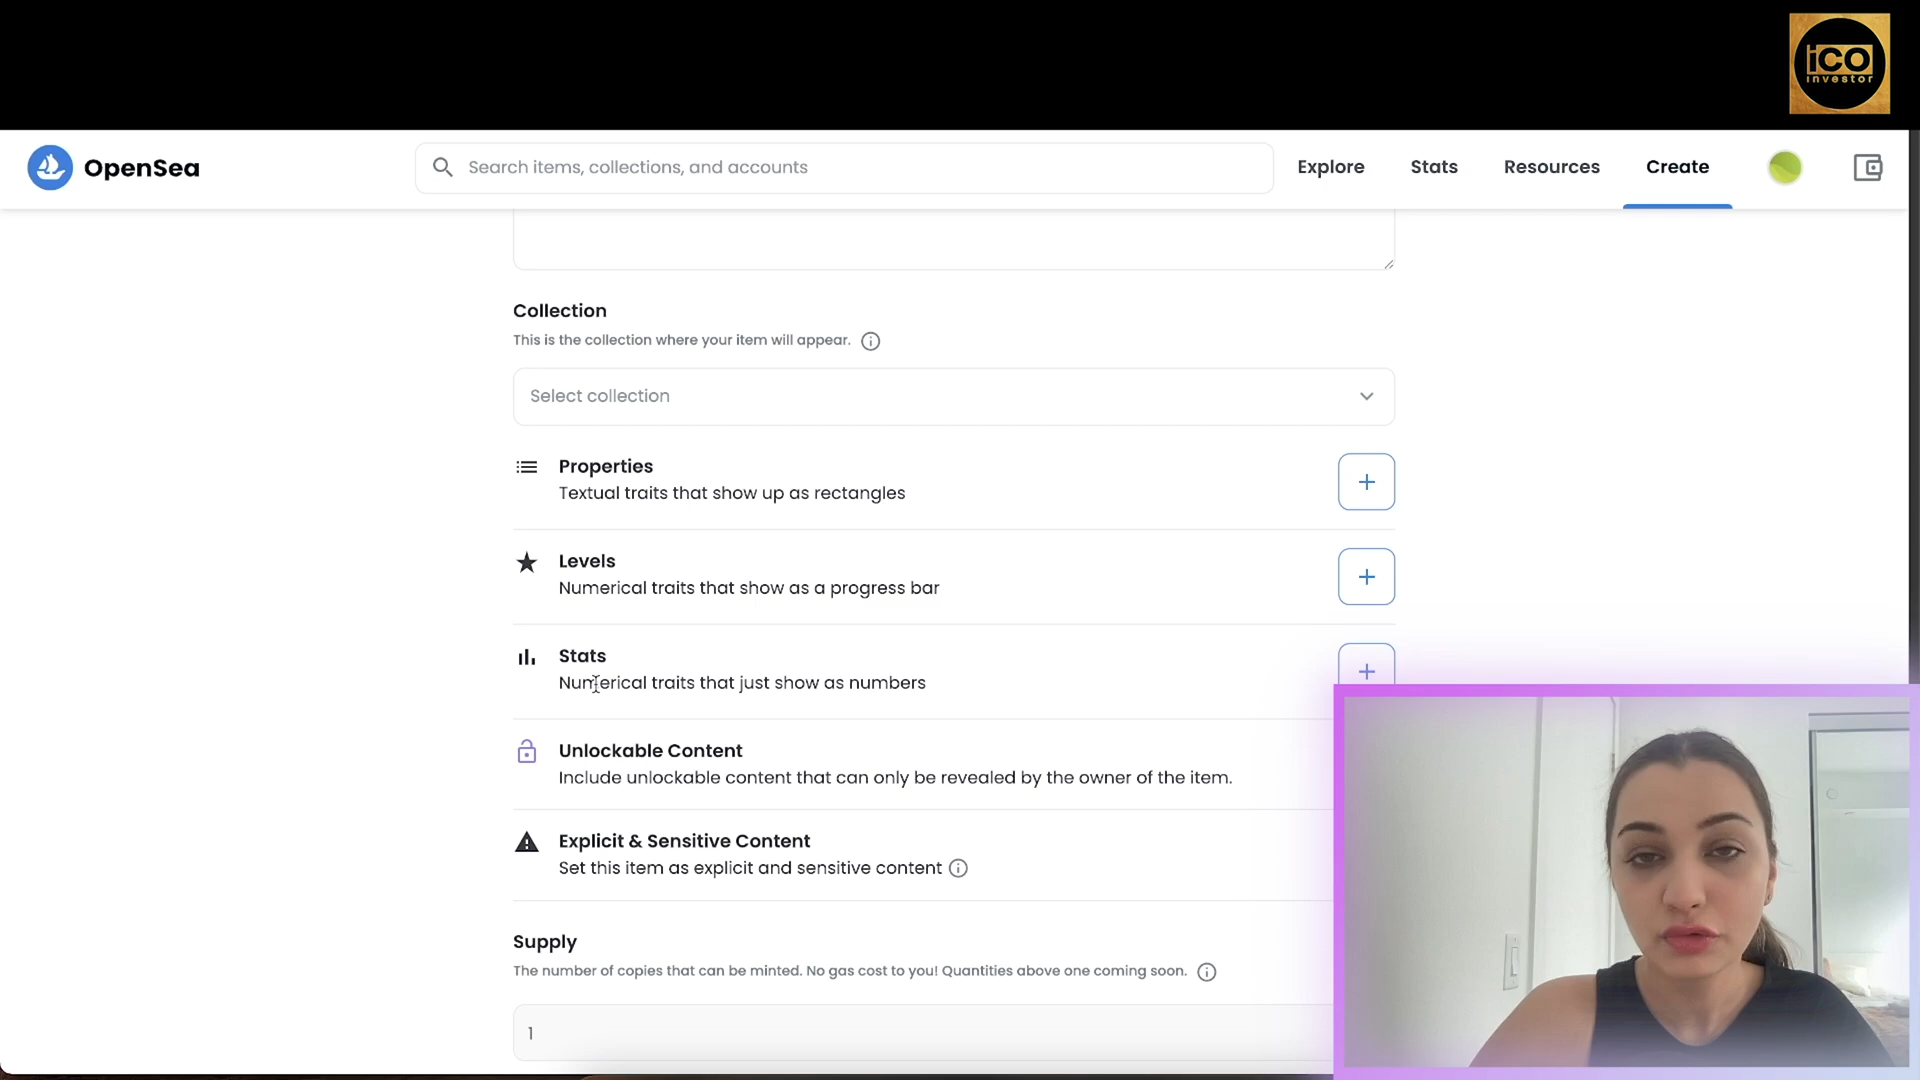 iCO
investor
OpenSea
Search items, collections, and accounts
Explore
Stats
Resources
Create
Collection
This is the collection where your item will appear.
Select collection
Properties
Textual traits that show up as rectangles
Levels
Numerical traits that show as a progress bar
Stats
Numerical traits that just show as numbers
Unlockable Content
Include unlockable content that can only be revealed by the owner of the item.
Explicit & Sensitive Content
Set this item as explicit and sensitive content
Supply
The number of copies that can be minted. No gas cost to you! Quantities above one coming soon.
1